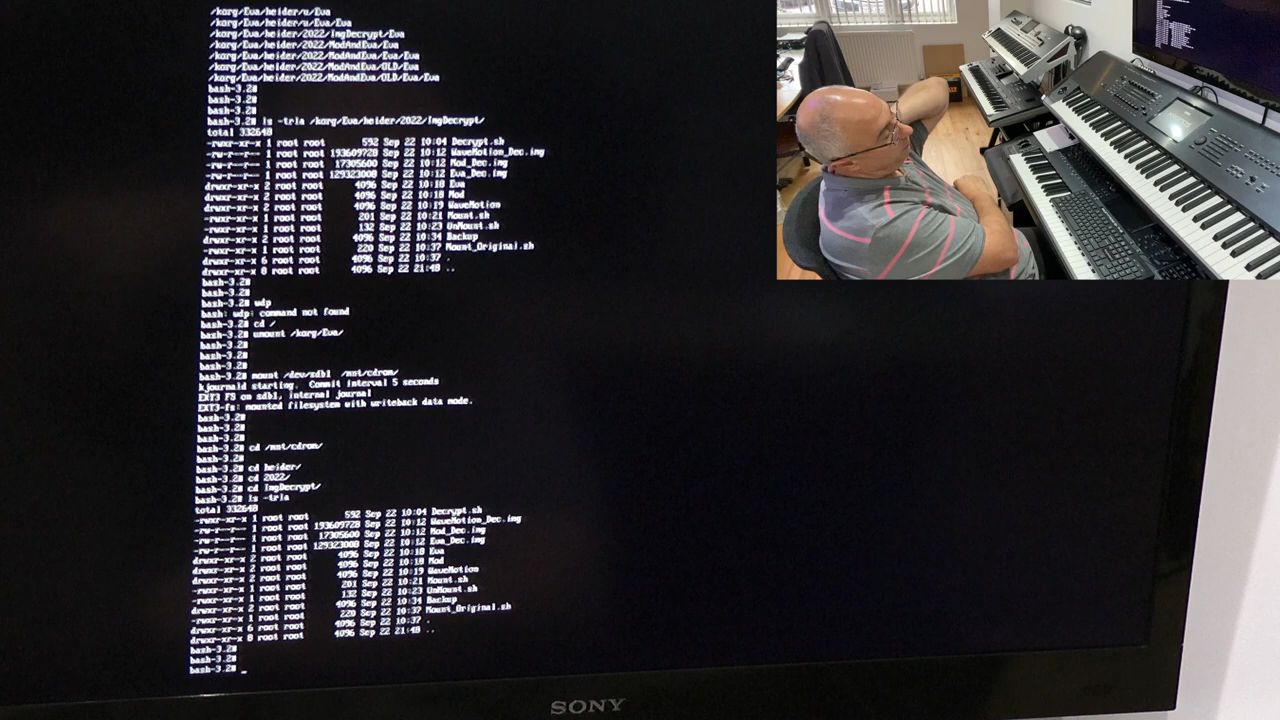 /korg/Eva/heider/u/Eva
/korg/Eva/heider/u/Eva/Eva
/korg/Eva/heider/2022/ImgDecrypt/Eva
/korg/Eva/heider/2022/ModAndEva/Eva
/korg/Eva/heider/2022/ModAndEva/Eva/Eva
/korg/Eva/heider/2022/ModAndEva/OLD/Eva
/korg/Eva/heider/2022/ModAndEva/OLD/Eva/Eva
bash-3.2#
bash-3.2#
bash-3.2#
bash-3.2# ls -trla /korg/Eva/heider/2022/ImgDecrypt/
total 332648
-rwxr-xr-x 1 root root 592 Sep 22 10:04 Decrypt.sh
-rw-r--r-- 1 root root 193609728 Sep 22 10:12 WaveMotion_Dec.img
-rw-r--r-- 1 root root 17305600 Sep 22 10:12 Mod_Dec.img
-rw-r--r-- 1 root root 129323008 Sep 22 10:12 Eva_Dec.img
drwxr-xr-x 2 root root 4096 Sep 22 10:18 Eva
drwxr-xr-x 2 root root 4096 Sep 22 10:18 Mod
drwxr-xr-x 2 root root 4096 Sep 22 10:19 WaveMotion
-rwxr-xr-x 1 root root 201 Sep 22 10:21 Mount.sh
-rwxr-xr-x 1 root root 132 Sep 22 10:23 UnMount.sh
drwxr-xr-x 2 root root 4096 Sep 22 10:34 Backup
-rwxr-xr-x 1 root root 220 Sep 22 10:37 Mount_Original.sh
drwxr-xr-x 6 root root 4096 Sep 22 10:37 .
drwxr-xr-x 8 root root 4096 Sep 22 21:48 ..
bash-3.2#
bash-3.2#
bash-3.2# wdp
bash: wdp: command not found
bash-3.2# cd /
bash-3.2# umount /korg/Eva/
bash-3.2#
bash-3.2#
bash-3.2#
bash-3.2# mount /dev/sdb1 /mnt/cdrom/
kjournald starting. Commit interval 5 seconds
EXT3 FS on sdb1, internal journal
EXT3-fs: mounted filesystem with writeback data mode.
bash-3.2#
bash-3.2#
bash-3.2#
bash-3.2# cd /mnt/cdrom/
bash-3.2#
bash-3.2# cd heider/
bash-3.2# cd 2022/
bash-3.2# cd ImgDecrypt/
bash-3.2# ls -trla
total 332648
-rwxr-xr-x 1 root root 592 Sep 22 10:04 Decrypt.sh
-rw-r--r-- 1 root root 193609728 Sep 22 10:12 WaveMotion_Dec.img
-rw-r--r-- 1 root root 17305600 Sep 22 10:12 Mod_Dec.img
-rw-r--r-- 1 root root 129323008 Sep 22 10:12 Eva_Dec.img
drwxr-xr-x 2 root root 4096 Sep 22 10:18 Eva
drwxr-xr-x 2 root root 4096 Sep 22 10:18 Mod
drwxr-xr-x 2 root root 4096 Sep 22 10:19 WaveMotion
-rwxr-xr-x 1 root root 201 Sep 22 10:21 Mount.sh
-rwxr-xr-x 1 root root 132 Sep 22 10:23 UnMount.sh
drwxr-xr-x 2 root root 4096 Sep 22 10:34 Backup
-rwxr-xr-x 1 root root 220 Sep 22 10:37 Mount_Original.sh
drwxr-xr-x 6 root root 4096 Sep 22 10:37 .
drwxr-xr-x 8 root root 4096 Sep 22 21:48 ..
bash-3.2#
bash-3.2#
bash-3.2# _
SONY